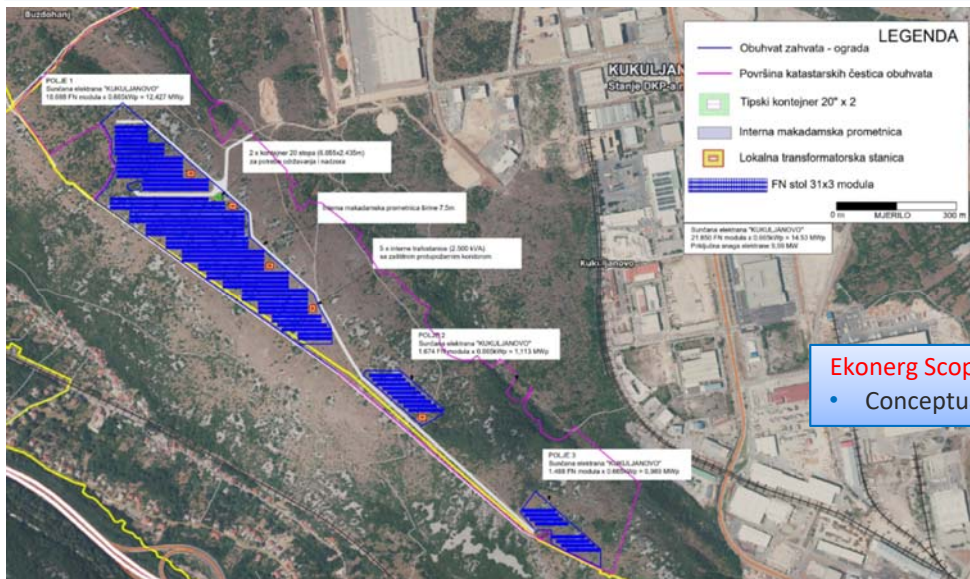 Buzdohanj
POLJE 1
Sunčana elektrana "KUKULJANOVO"
18.688 FN modula x 0.665kWp = 12,427 MWp
KUKULJAN
Stanje DKP-a
2 x kontejner 20 stopa (6.055x2.435m)
za potrebe održavanja i nadzora
Interna makadamska prometnica širine 7.5m
5 x interne trafostanice (2.000 kVA)
sa zaštitnim protupožarnim koridorom
Kukuljanovo
POLJE 2
Sunčana elektrana "KUKULJANOVO"
1.674 FN modula x 0.665kWp = 1,113 MWp
POLJE 3
Sunčana elektrana "KUKULJANOVO"
1.488 FN modula x 0.665kWp = 0,989 MWp
LEGENDA
Obuhvat zahvata - ograda
Površina katastarskih čestica obuhvata
Tipski kontejner 20" x 2
Interna makadamska prometnica
Lokalna transformatorska stanica
FN stol 31x3 modula
0 m MJERILO 300 m
Sunčana elektrana "KUKULJANOVO"
21.850 FN modula x 0,665kWp = 14,53 MWp
Priključna snaga elektrane 9,99 MW
Ekonerg Scop
• Conceptu